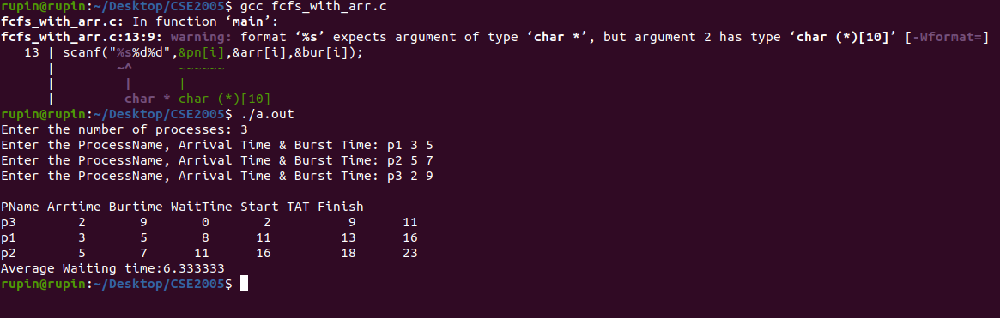 rupin@rupin:~/Desktop/CSE2005$ gcc fcfs_with_arr.c
fcfs_with_arr.c: In function ‘main’:
fcfs_with_arr.c:13:9: warning: format ‘%s’ expects argument of type ‘char *’, but argument 2 has type ‘char (*)[10]’ [-Wformat=]
   13 | scanf("%s%d%d",&pn[i],&arr[i],&bur[i]);
      |        ~^      ~~~~~~
      |         |      |
      |         char * char (*)[10]
rupin@rupin:~/Desktop/CSE2005$ ./a.out
Enter the number of processes: 3
Enter the ProcessName, Arrival Time & Burst Time: p1 3 5
Enter the ProcessName, Arrival Time & Burst Time: p2 5 7
Enter the ProcessName, Arrival Time & Burst Time: p3 2 9

PName Arrtime Burtime WaitTime Start TAT Finish
p3        2       9       0       2       9      11
p1        3       5       8      11      13      16
p2        5       7      11      16      18      23
Average Waiting time:6.333333
rupin@rupin:~/Desktop/CSE2005$